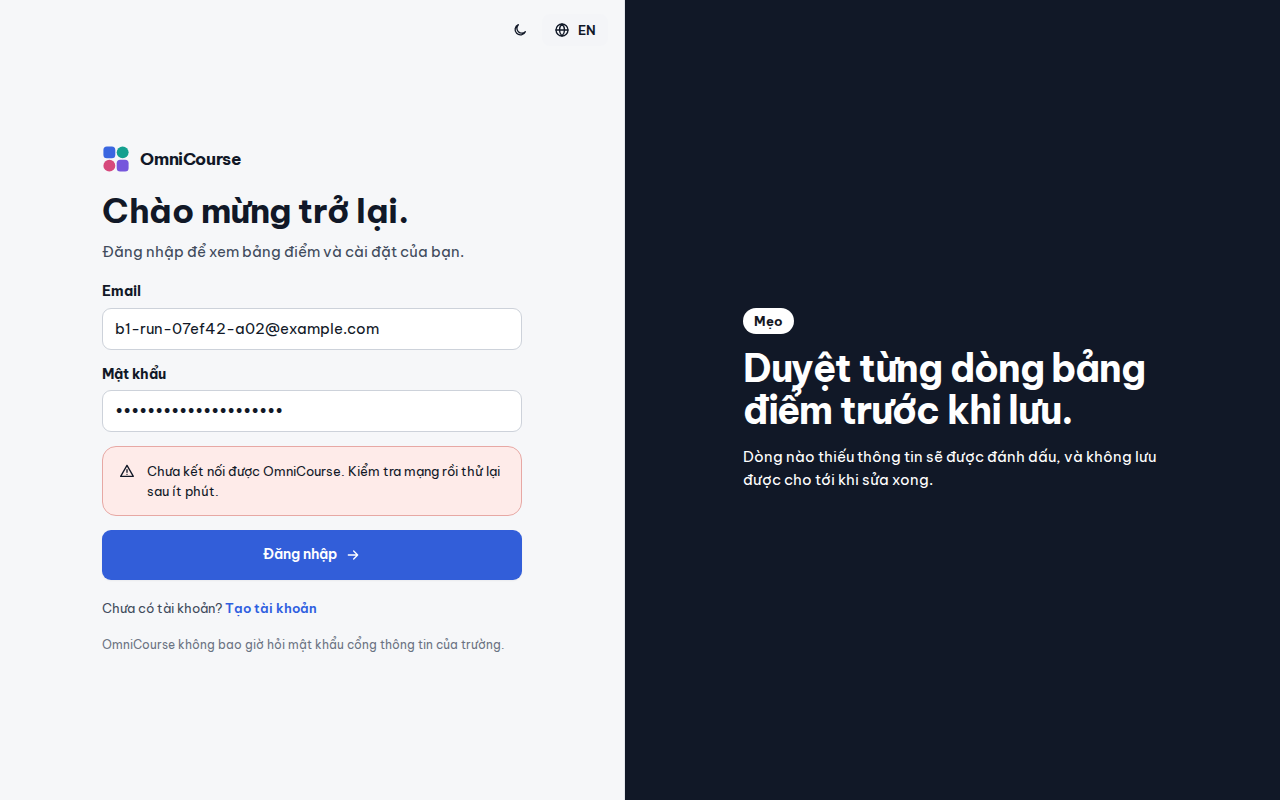 EN
OmniCourse
Chào mừng trở lại.
Đăng nhập để xem bảng điểm và cài đặt của bạn.
Email
b1-run-07ef42-a02@example.com
Mật khẩu
•••••••••••••••••••••
Chưa kết nối được OmniCourse. Kiểm tra mạng rồi thử lại
sau ít phút.
Đăng nhập →
Chưa có tài khoản? Tạo tài khoản
OmniCourse không bao giờ hỏi mật khẩu cổng thông tin của trường.
Mẹo
Duyệt từng dòng bảng
điểm trước khi lưu.
Dòng nào thiếu thông tin sẽ được đánh dấu, và không lưu
được cho tới khi sửa xong.